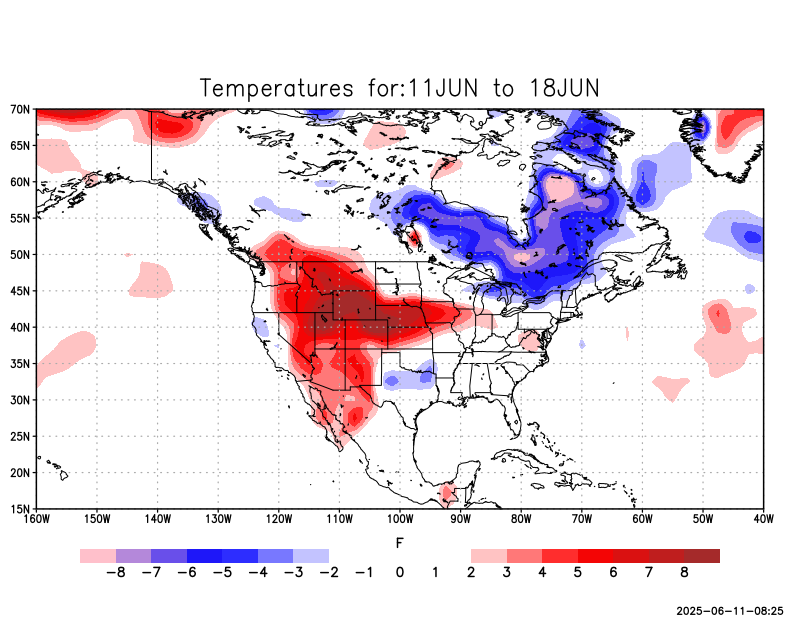 Temperatures for:11JUN to 18JUN
70N
65N
60N
55N
50N
45N
40N
35N
30N
25N
20N
15N
160W 150W 140W 130W 120W 110W 100W 90W 80W 70W 60W 50W 40W
F
−8 −7 −6 −5 −4 −3 −2 −1 0 1 2 3 4 5 6 7 8
2025-06-11-08:25